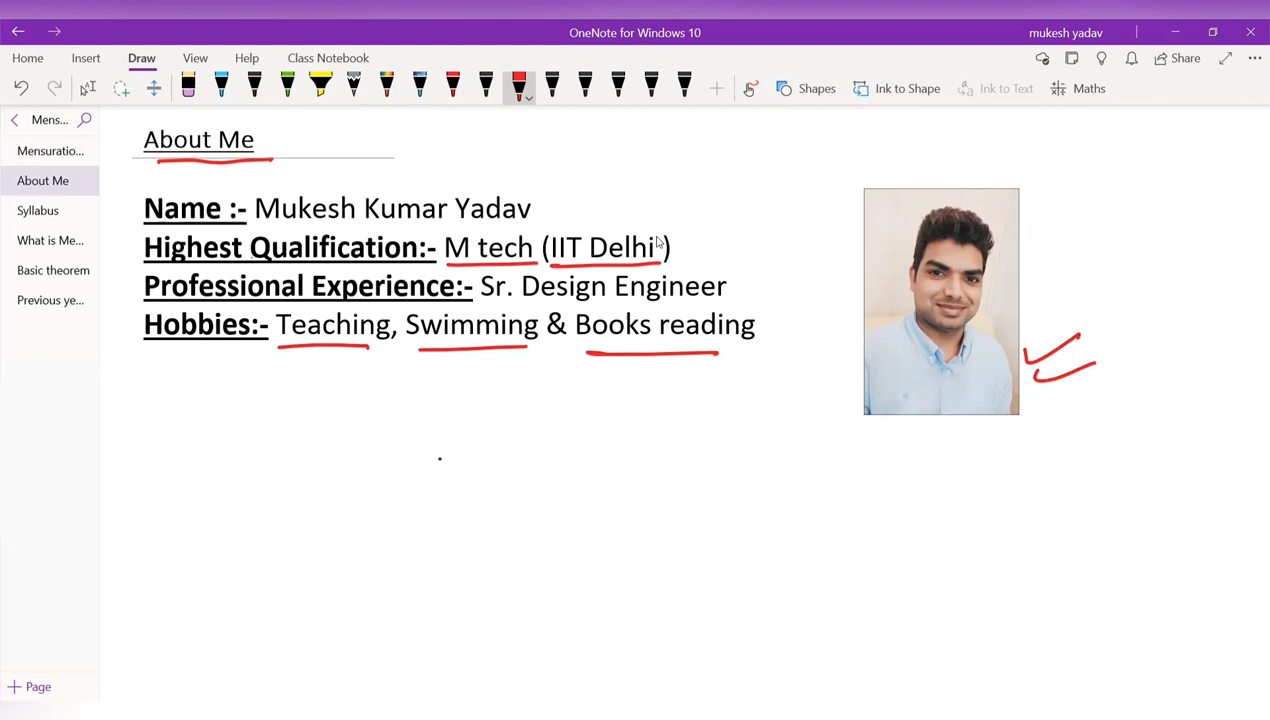 OneNote for Windows 10
mukesh yadav
Home Insert Draw View Help Class Notebook
Share
Shapes Ink to Shape Ink to Text Maths
Mens...
Mensuratio...
About Me
Syllabus
What is Me...
Basic theorem
Previous ye...
Page
About Me
Name :- Mukesh Kumar Yadav
Highest Qualification:- M tech (IIT Delhi)
Professional Experience:- Sr. Design Engineer
Hobbies:- Teaching, Swimming & Books reading